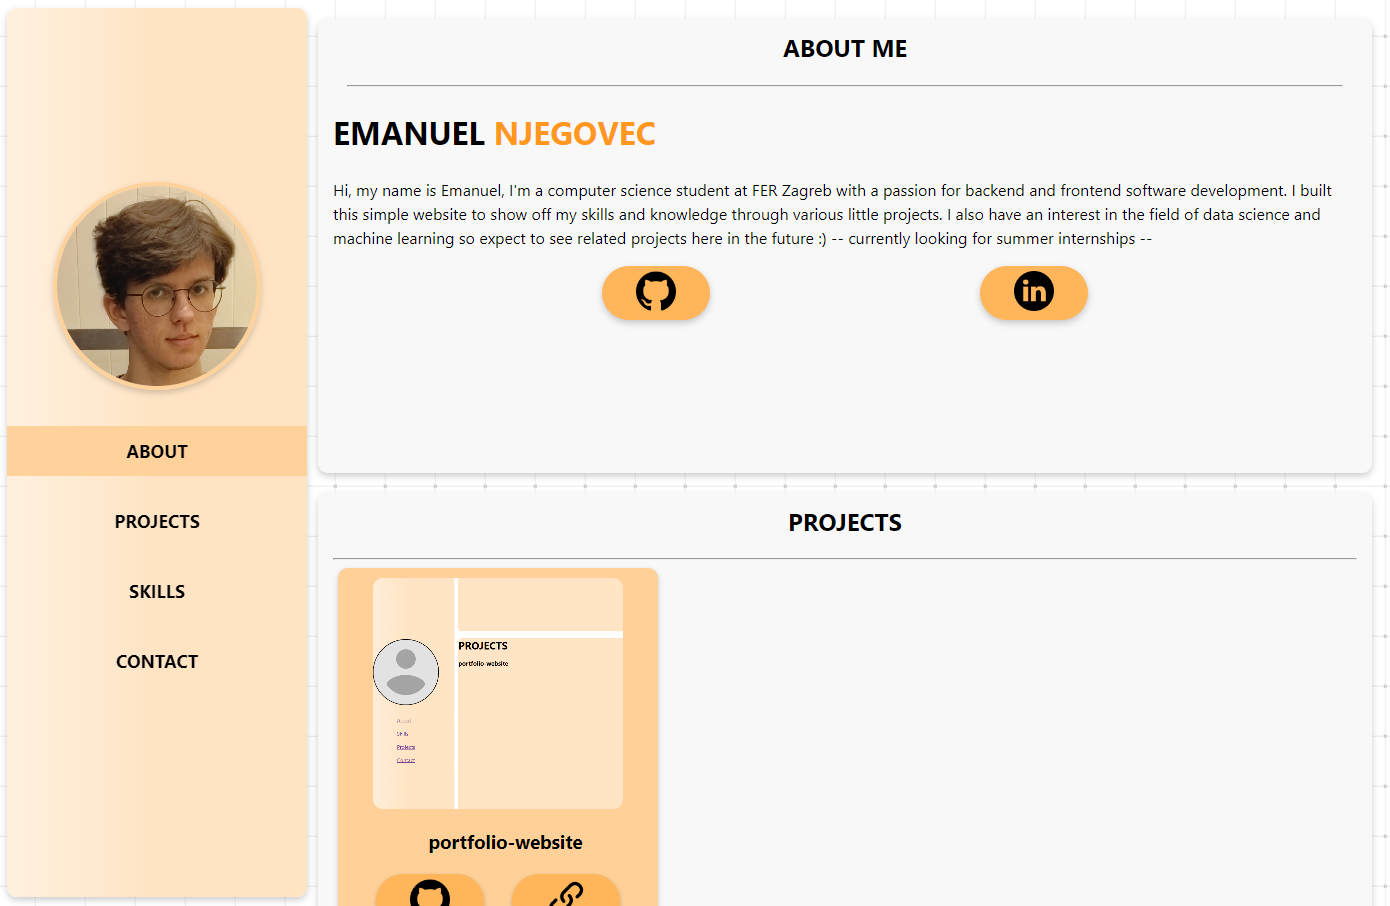 ABOUT
PROJECTS
SKILLS
CONTACT
ABOUT ME
EMANUEL NJEGOVEC
Hi, my name is Emanuel, I'm a computer science student at FER Zagreb with a passion for backend and frontend software development. I built
this simple website to show off my skills and knowledge through various little projects. I also have an interest in the field of data science and
machine learning so expect to see related projects here in the future :) -- currently looking for summer internships --
in
PROJECTS
PROJECTS
portfolio-website
Skills
Projects
Contact
portfolio-website